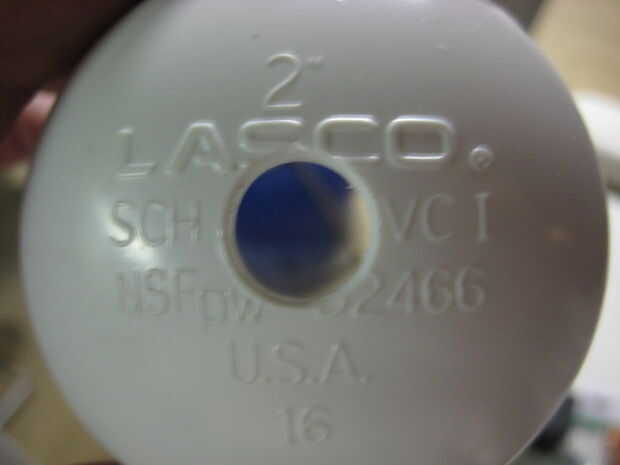 2"
LASCO®
SCH VC I
NSFpw 2466
U.S.A.
16